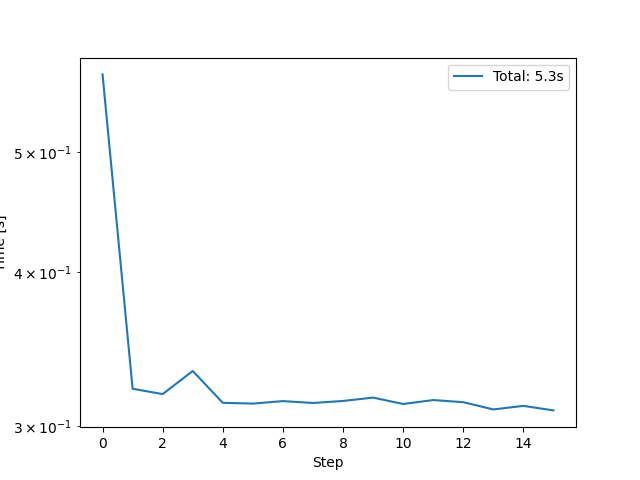 Total: 5.3s
5 × 10⁻¹
4 × 10⁻¹
3 × 10⁻¹
[s]
0 2 4 6 8 10 12 14
Step